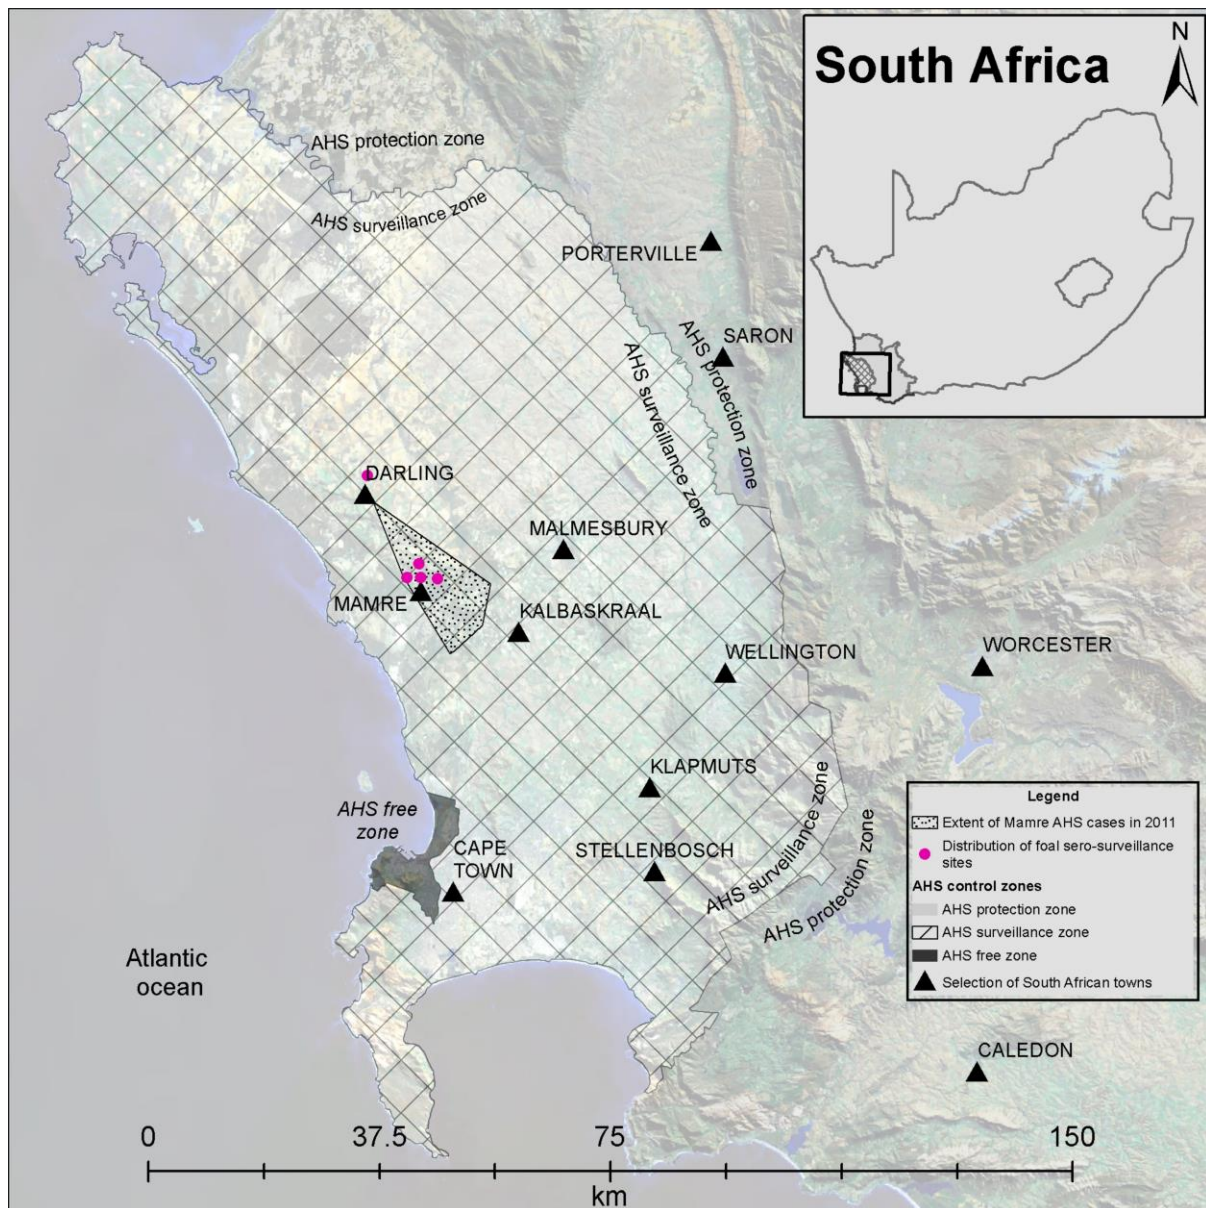 South Africa
N
AHS protection zone
AHS surveillance zone
PORTERVILLE
SARON
AHS protection zone
AHS surveillance zone
DARLING
MALMESBURY
MAMRE
KALBASKRAAL
WELLINGTON
WORCESTER
KLAPMUTS
AHS free
zone
CAPE
TOWN
STELLENBOSCH
AHS surveillance zone
AHS protection zone
Legend
Extent of Mamre AHS cases in 2011
Distribution of foal sero-surveillance
sites
AHS control zones
AHS protection zone
AHS surveillance zone
AHS free zone
Selection of South African towns
Atlantic
ocean
CALEDON
0 37.5 75 150
km